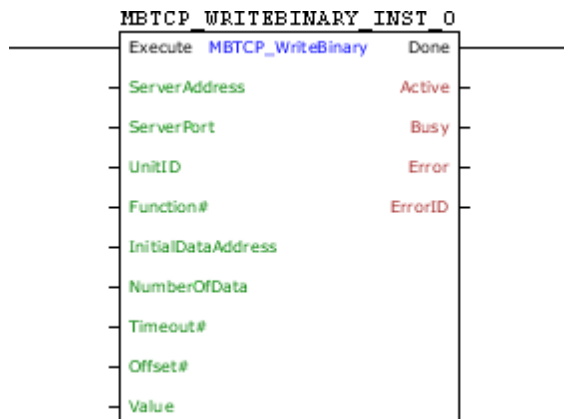 MBTCP_WRITEBINARY_INST_0
Execute MBTCP_WriteBinary Done
ServerAddress Active
ServerPort Busy
UnitID Error
Function# ErrorID
InitialDataAddress
NumberOfData
Timeout#
Offset#
Value